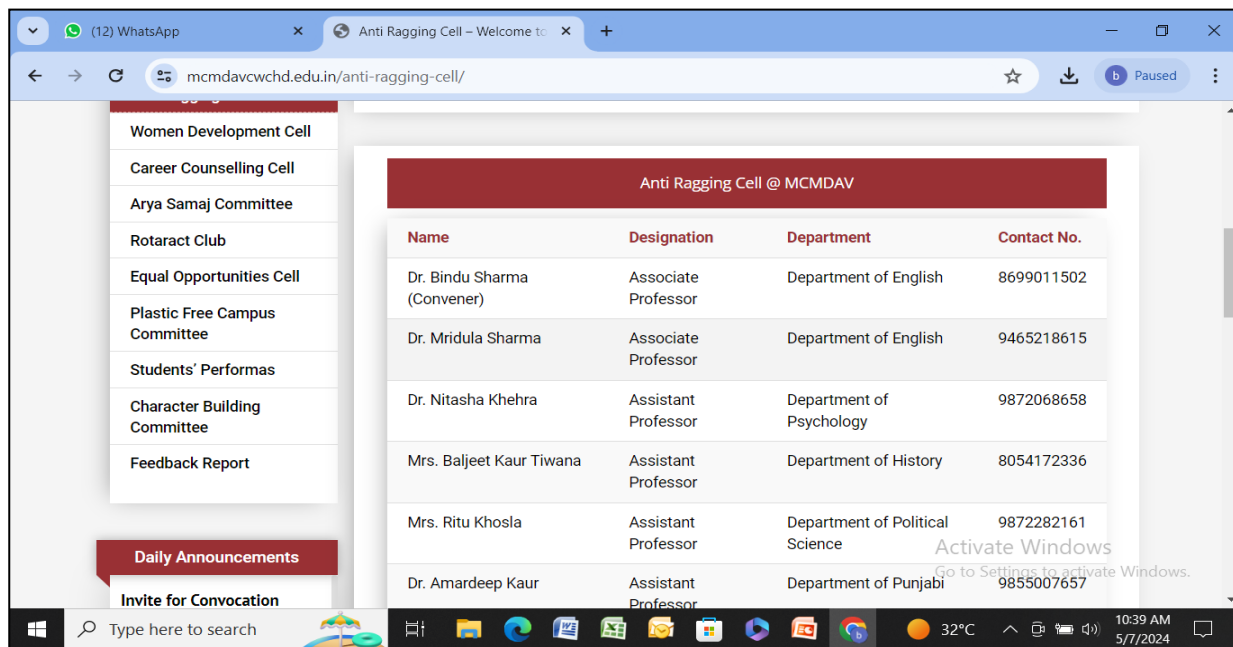 (12) WhatsApp
Anti Ragging Cell – Welcome to
mcmdavcwchd.edu.in/anti-ragging-cell/
b Paused
Women Development Cell
Career Counselling Cell
Arya Samaj Committee
Rotaract Club
Equal Opportunities Cell
Plastic Free Campus
Committee
Students' Performas
Character Building
Committee
Feedback Report
Daily Announcements
Invite for Convocation
Anti Ragging Cell @ MCMDAV
Name Designation Department Contact No.
Dr. Bindu Sharma Associate Department of English 8699011502
(Convener) Professor
Dr. Mridula Sharma Associate Department of English 9465218615
Professor
Dr. Nitasha Khehra Assistant Department of 9872068658
Professor Psychology
Mrs. Baljeet Kaur Tiwana Assistant Department of History 8054172336
Professor
Mrs. Ritu Khosla Assistant Department of Political 9872282161
Professor Science
Dr. Amardeep Kaur Assistant Department of Punjabi 9855007657
Professor
Activate Windows
Go to Settings to activate Windows.
Type here to search
32°C
10:39 AM
5/7/2024